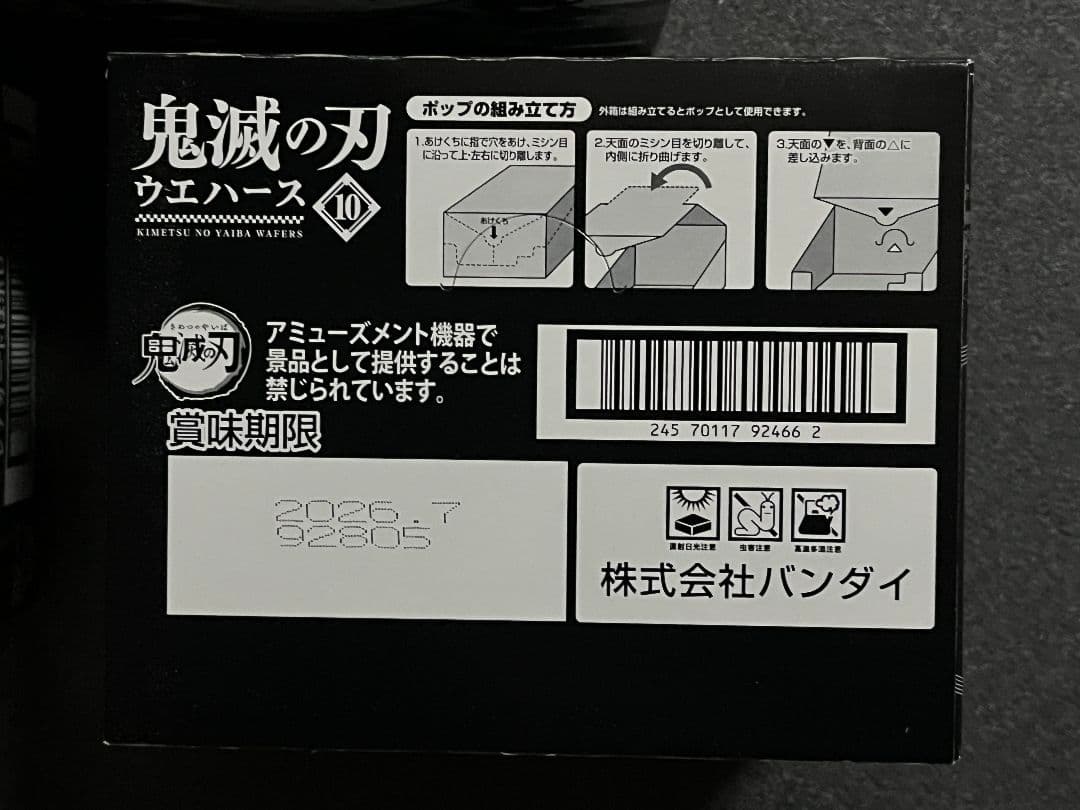 鬼滅の刃
ウエハース
10
KIMETSU NO YAIBA WAFERS
ポップの組み立て方
外箱は組み立てるとポップとして使用できます。
1.あけくちに指で穴をあけ、ミシン目
に沿って上・左右に切り離します。
あけくち
2.天面のミシン目を切り離して、
内側に折り曲げます。
3.天面の▼を、背面の△に
差し込みます。
きめつのやいば
鬼滅の刃
アミューズメント機器で
景品として提供することは
禁じられています。
賞味期限
2026.7
92805
245 70117 92466 2
直射日光注意
虫害注意
高温多湿注意
株式会社バンダイ